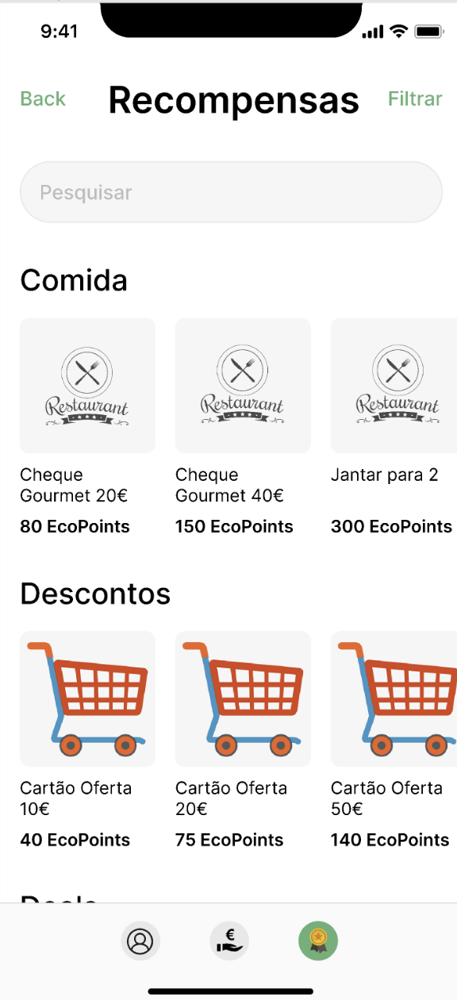 9:41
Back
Recompensas
Filtrar
Pesquisar
Comida
Restaurant
Restaurant
Restaurant
Cheque
Gourmet 20€
Cheque
Gourmet 40€
Jantar para 2
80 EcoPoints
150 EcoPoints
300 EcoPoints
Descontos
Cartão Oferta
10€
Cartão Oferta
20€
Cartão Oferta
50€
40 EcoPoints
75 EcoPoints
140 EcoPoints
€